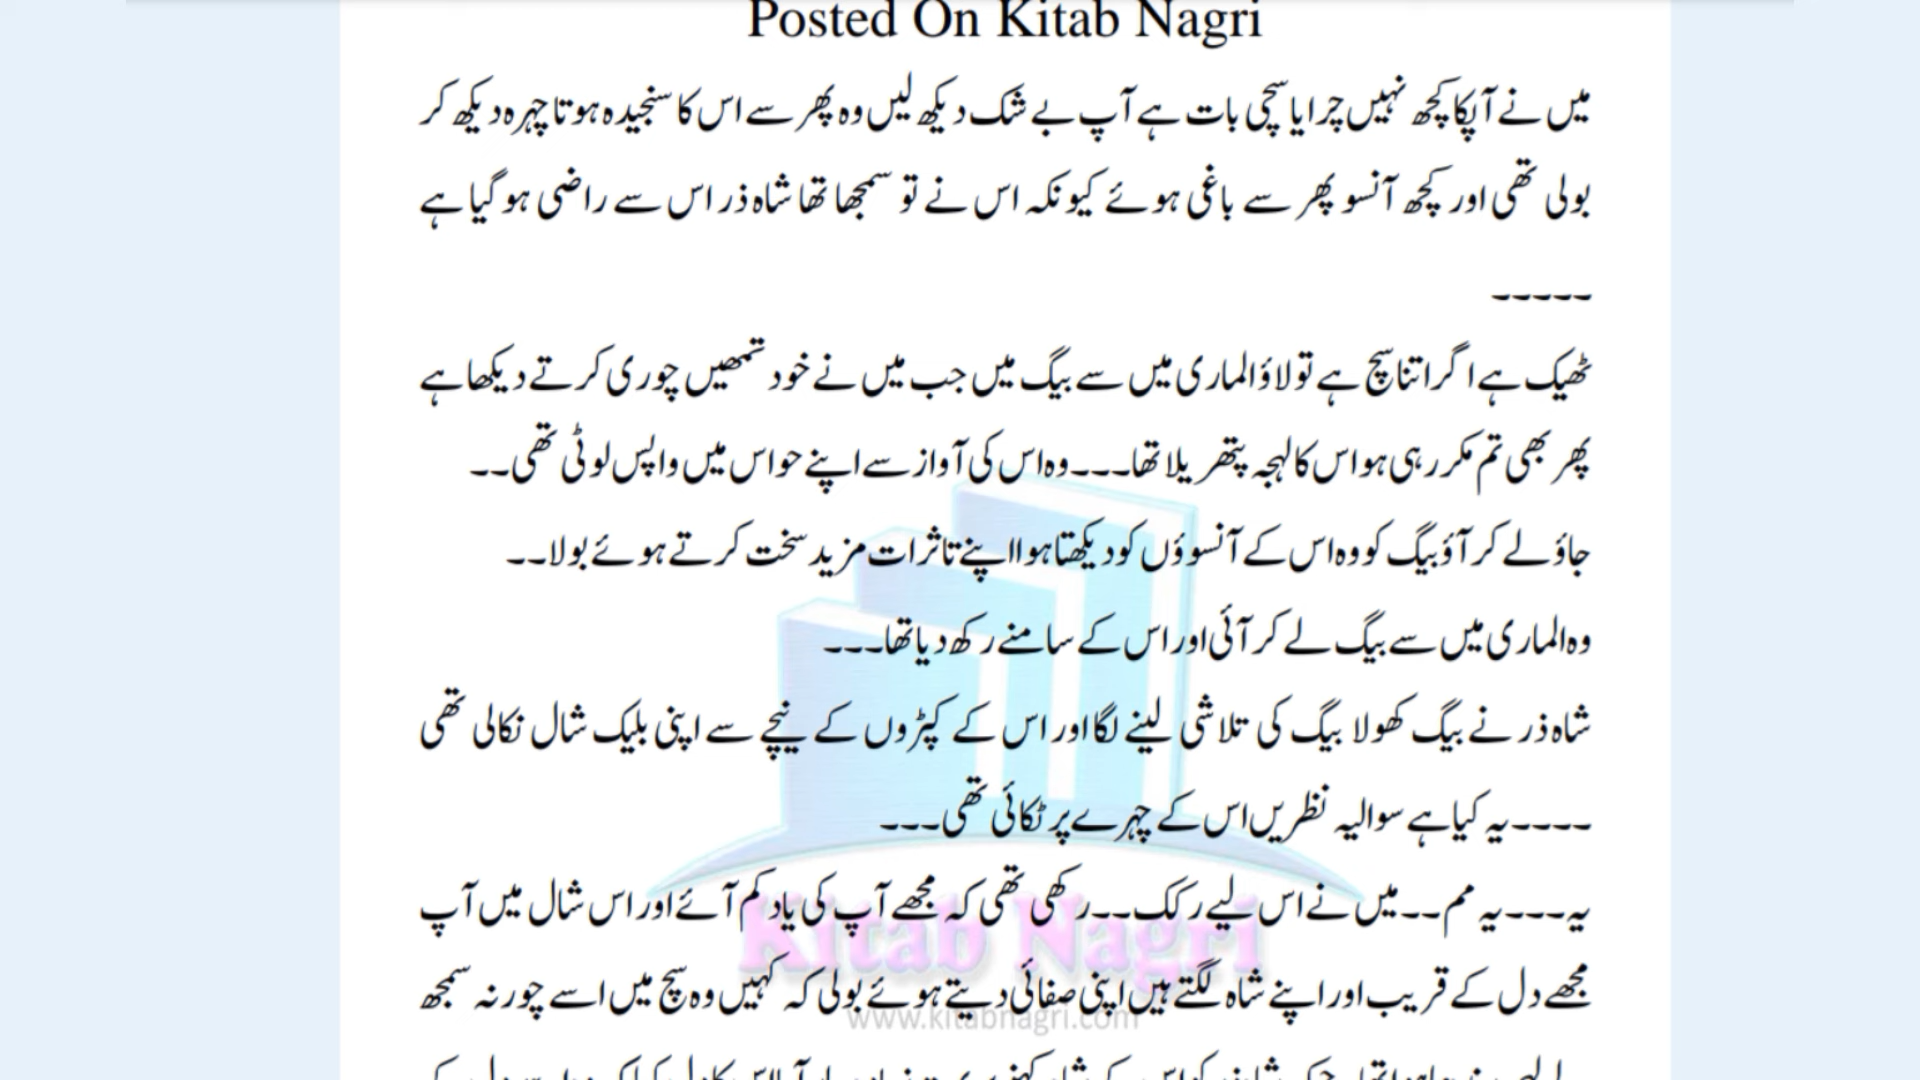 Posted On Kitab Nagri
میں نے آپکا کچھ نہیں چرایا سچی بات ہے آپ بے شک دیکھ لیں وہ پھر سے اس کا سنجیدہ ہوتا چہرہ دیکھ کر
بولی تھی اور کچھ آنسو پھر سے باغی ہوئے کیونکہ اس نے تو سمجھا تھا شاہ ذر اس سے راضی ہو گیا ہے
۔۔۔۔۔
ٹھیک ہے اگر اتنا سچ ہے تو لاؤ الماری میں سے بیگ میں جب میں نے خود تمھیں چوری کرتے دیکھا ہے
پھر بھی تم مکر رہی ہو اس کا لہجہ پتھریلا تھا۔۔۔ وہ اس کی آواز سے اپنے حواس میں واپس لوٹی تھی۔۔
جاؤ لے کر آؤ بیگ کو وہ اس کے آنسوؤں کو دیکھتا ہوا اپنے تاثرات مزید سخت کرتے ہوئے بولا۔۔
وہ الماری میں سے بیگ لے کر آئی اور اس کے سامنے رکھ دیا تھا۔۔۔
شاہ ذر نے بیگ کھولا بیگ کی تلاشی لینے لگا اور اس کے کپڑوں کے نیچے سے اپنی بلیک شال نکالی تھی
۔۔۔۔ یہ کیا ہے سوالیہ نظریں اس کے چہرے پر ٹکائی تھی۔۔۔
یہ۔۔۔ یہ مم۔۔ میں نے اس لیے رکک۔۔ رکھی تھی کہ مجھے آپ کی یاد کم آئے اور اس شال میں آپ
مجھے دل کے قریب اور اپنے شاہ لگتے ہیں اپنی صفائی دیتے ہوئے بولی کہ کہیں وہ سچ میں اسے چور نہ سمجھ
Kitab Nagri
www.kitabnagri.com